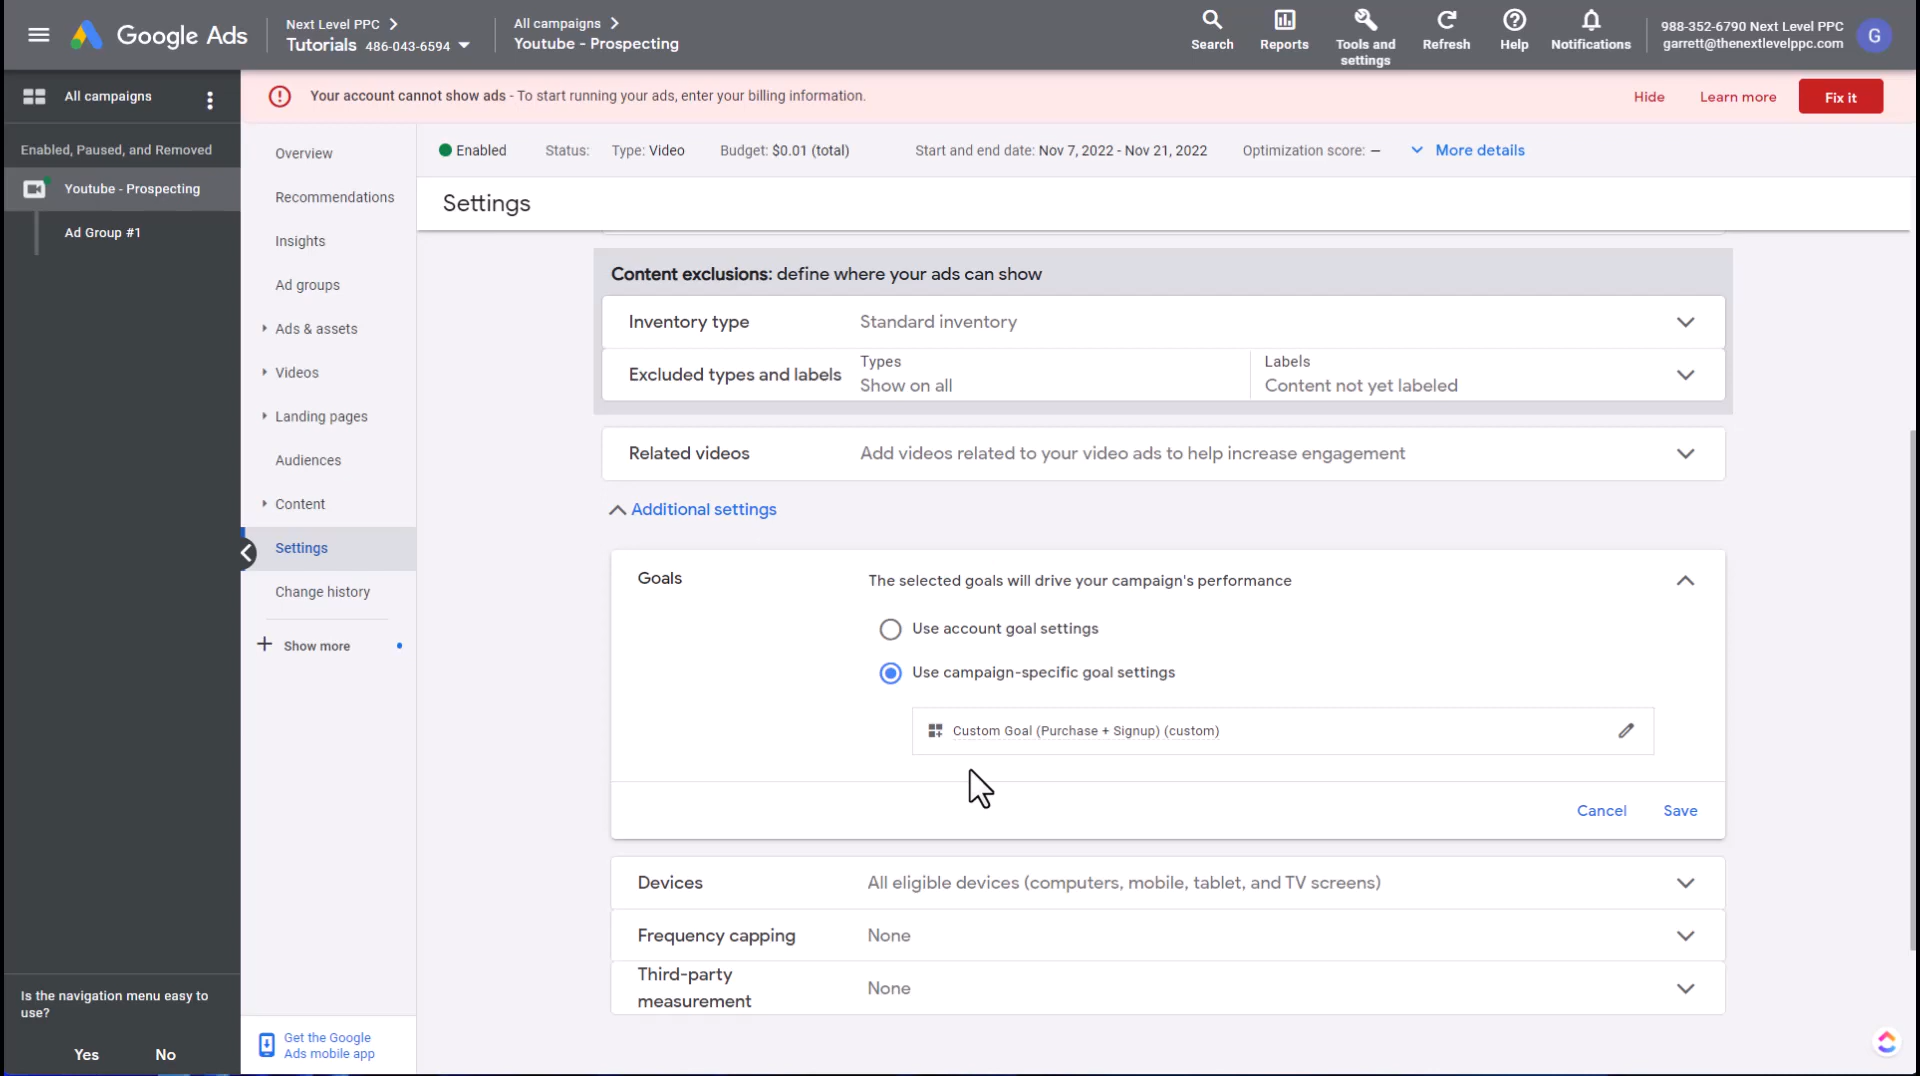 Google Ads
Next Level PPC
Tutorials 486-043-6594
All campaigns
Youtube - Prospecting
Search
Reports
Tools and
settings
Refresh
Help
Notifications
988-352-6790 Next Level PPC
garrett@thenextlevelppc.com
G
All campaigns
Your account cannot show ads - To start running your ads, enter your billing information.
Hide
Learn more
Fix it
Enabled, Paused, and Removed
Youtube - Prospecting
Ad Group #1
Overview
Recommendations
Insights
Ad groups
Ads & assets
Videos
Landing pages
Audiences
Content
Settings
Change history
Show more
Enabled
Status:
Type: Video
Budget: $0.01 (total)
Start and end date: Nov 7, 2022 - Nov 21, 2022
Optimization score: –
More details
Settings
Content exclusions: define where your ads can show
Inventory type
Standard inventory
Excluded types and labels
Types
Show on all
Labels
Content not yet labeled
Related videos
Add videos related to your video ads to help increase engagement
Additional settings
Goals
The selected goals will drive your campaign's performance
Use account goal settings
Use campaign-specific goal settings
Custom Goal (Purchase + Signup) (custom)
Cancel
Save
Devices
All eligible devices (computers, mobile, tablet, and TV screens)
Frequency capping
None
Third-party
measurement
None
Is the navigation menu easy to
use?
Yes
No
Get the Google
Ads mobile app